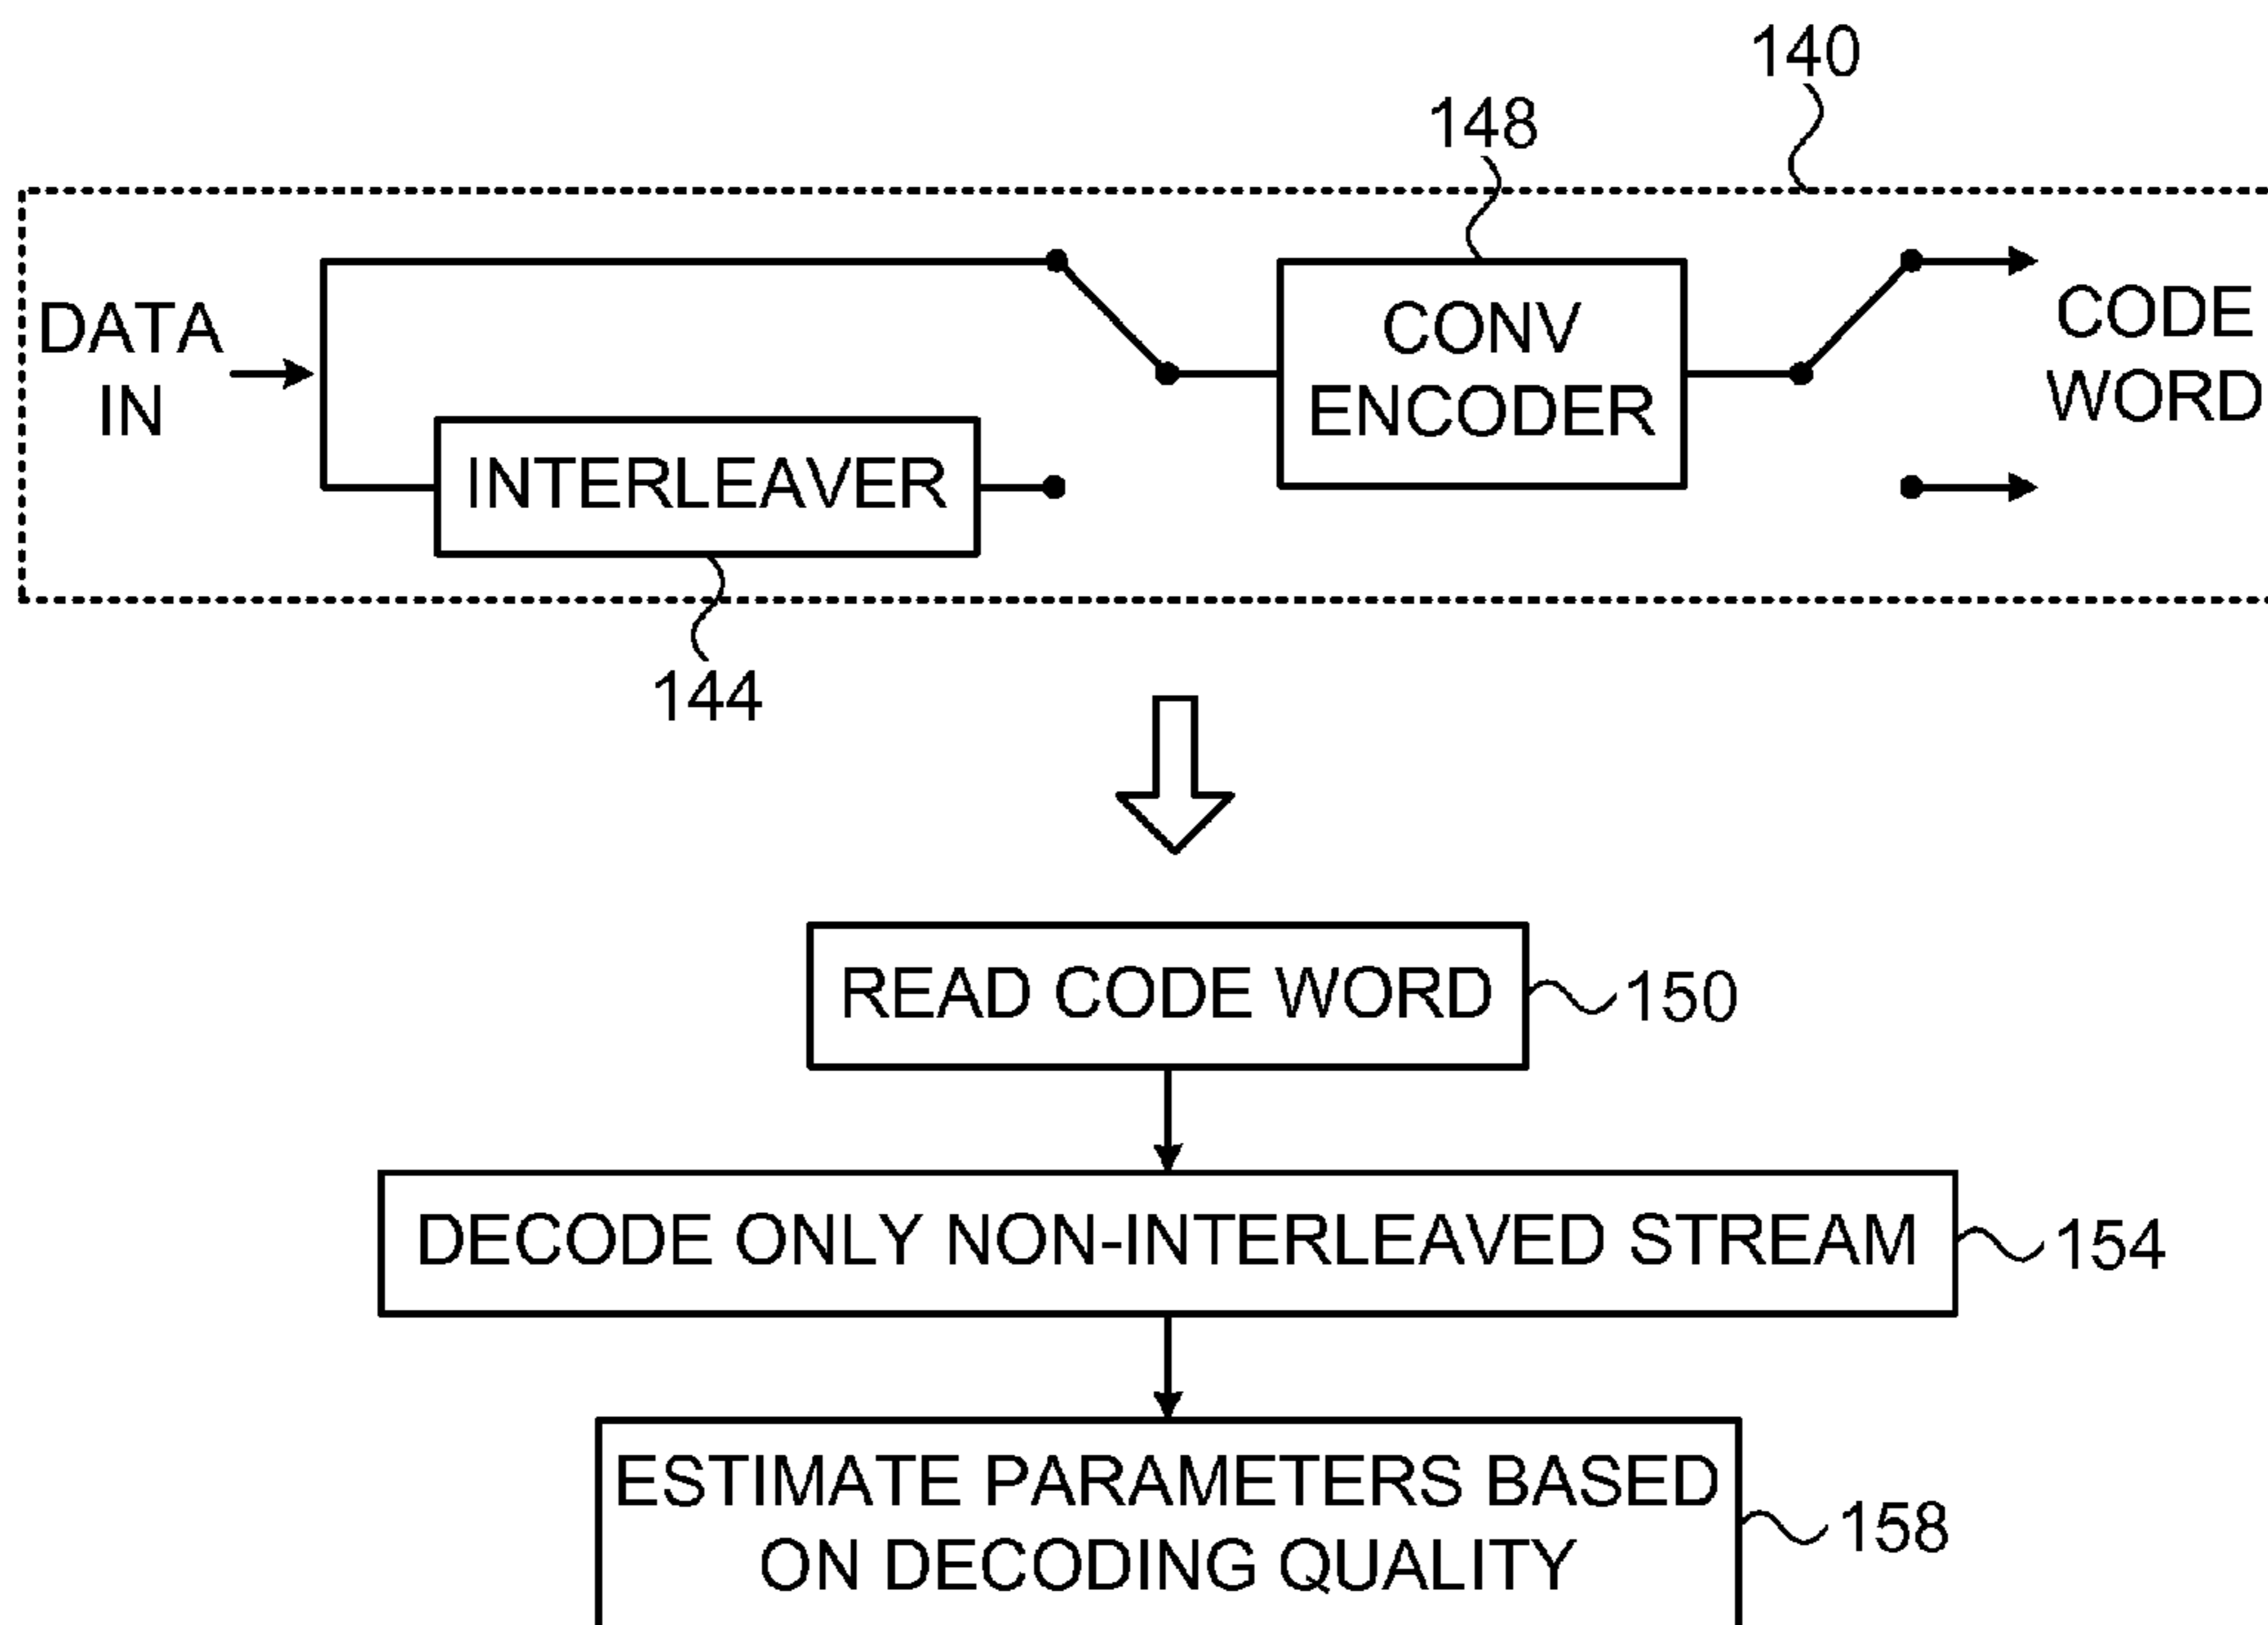 140
148
DATA
IN
CONV
ENCODER
CODE
WORD
INTERLEAVER
144
READ CODE WORD
150
DECODE ONLY NON-INTERLEAVED STREAM
154
ESTIMATE PARAMETERS BASED
ON DECODING QUALITY
158